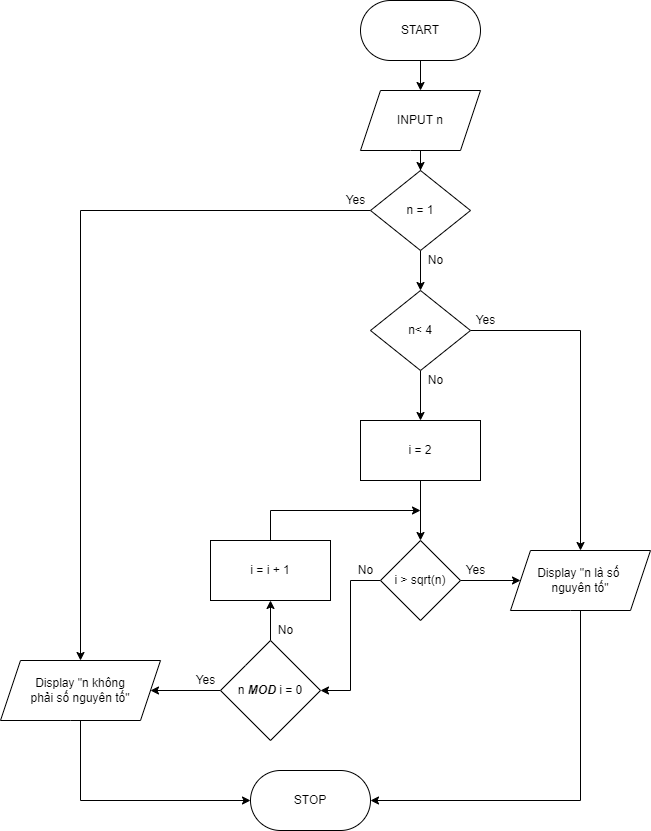 START
INPUT n
Yes
n = 1
No
n< 4
Yes
No
i = 2
i = i + 1
No
i > sqrt(n)
Yes
Display "n là số
nguyên tố"
No
Display "n không
phải số nguyên tố"
Yes
n MOD i = 0
STOP